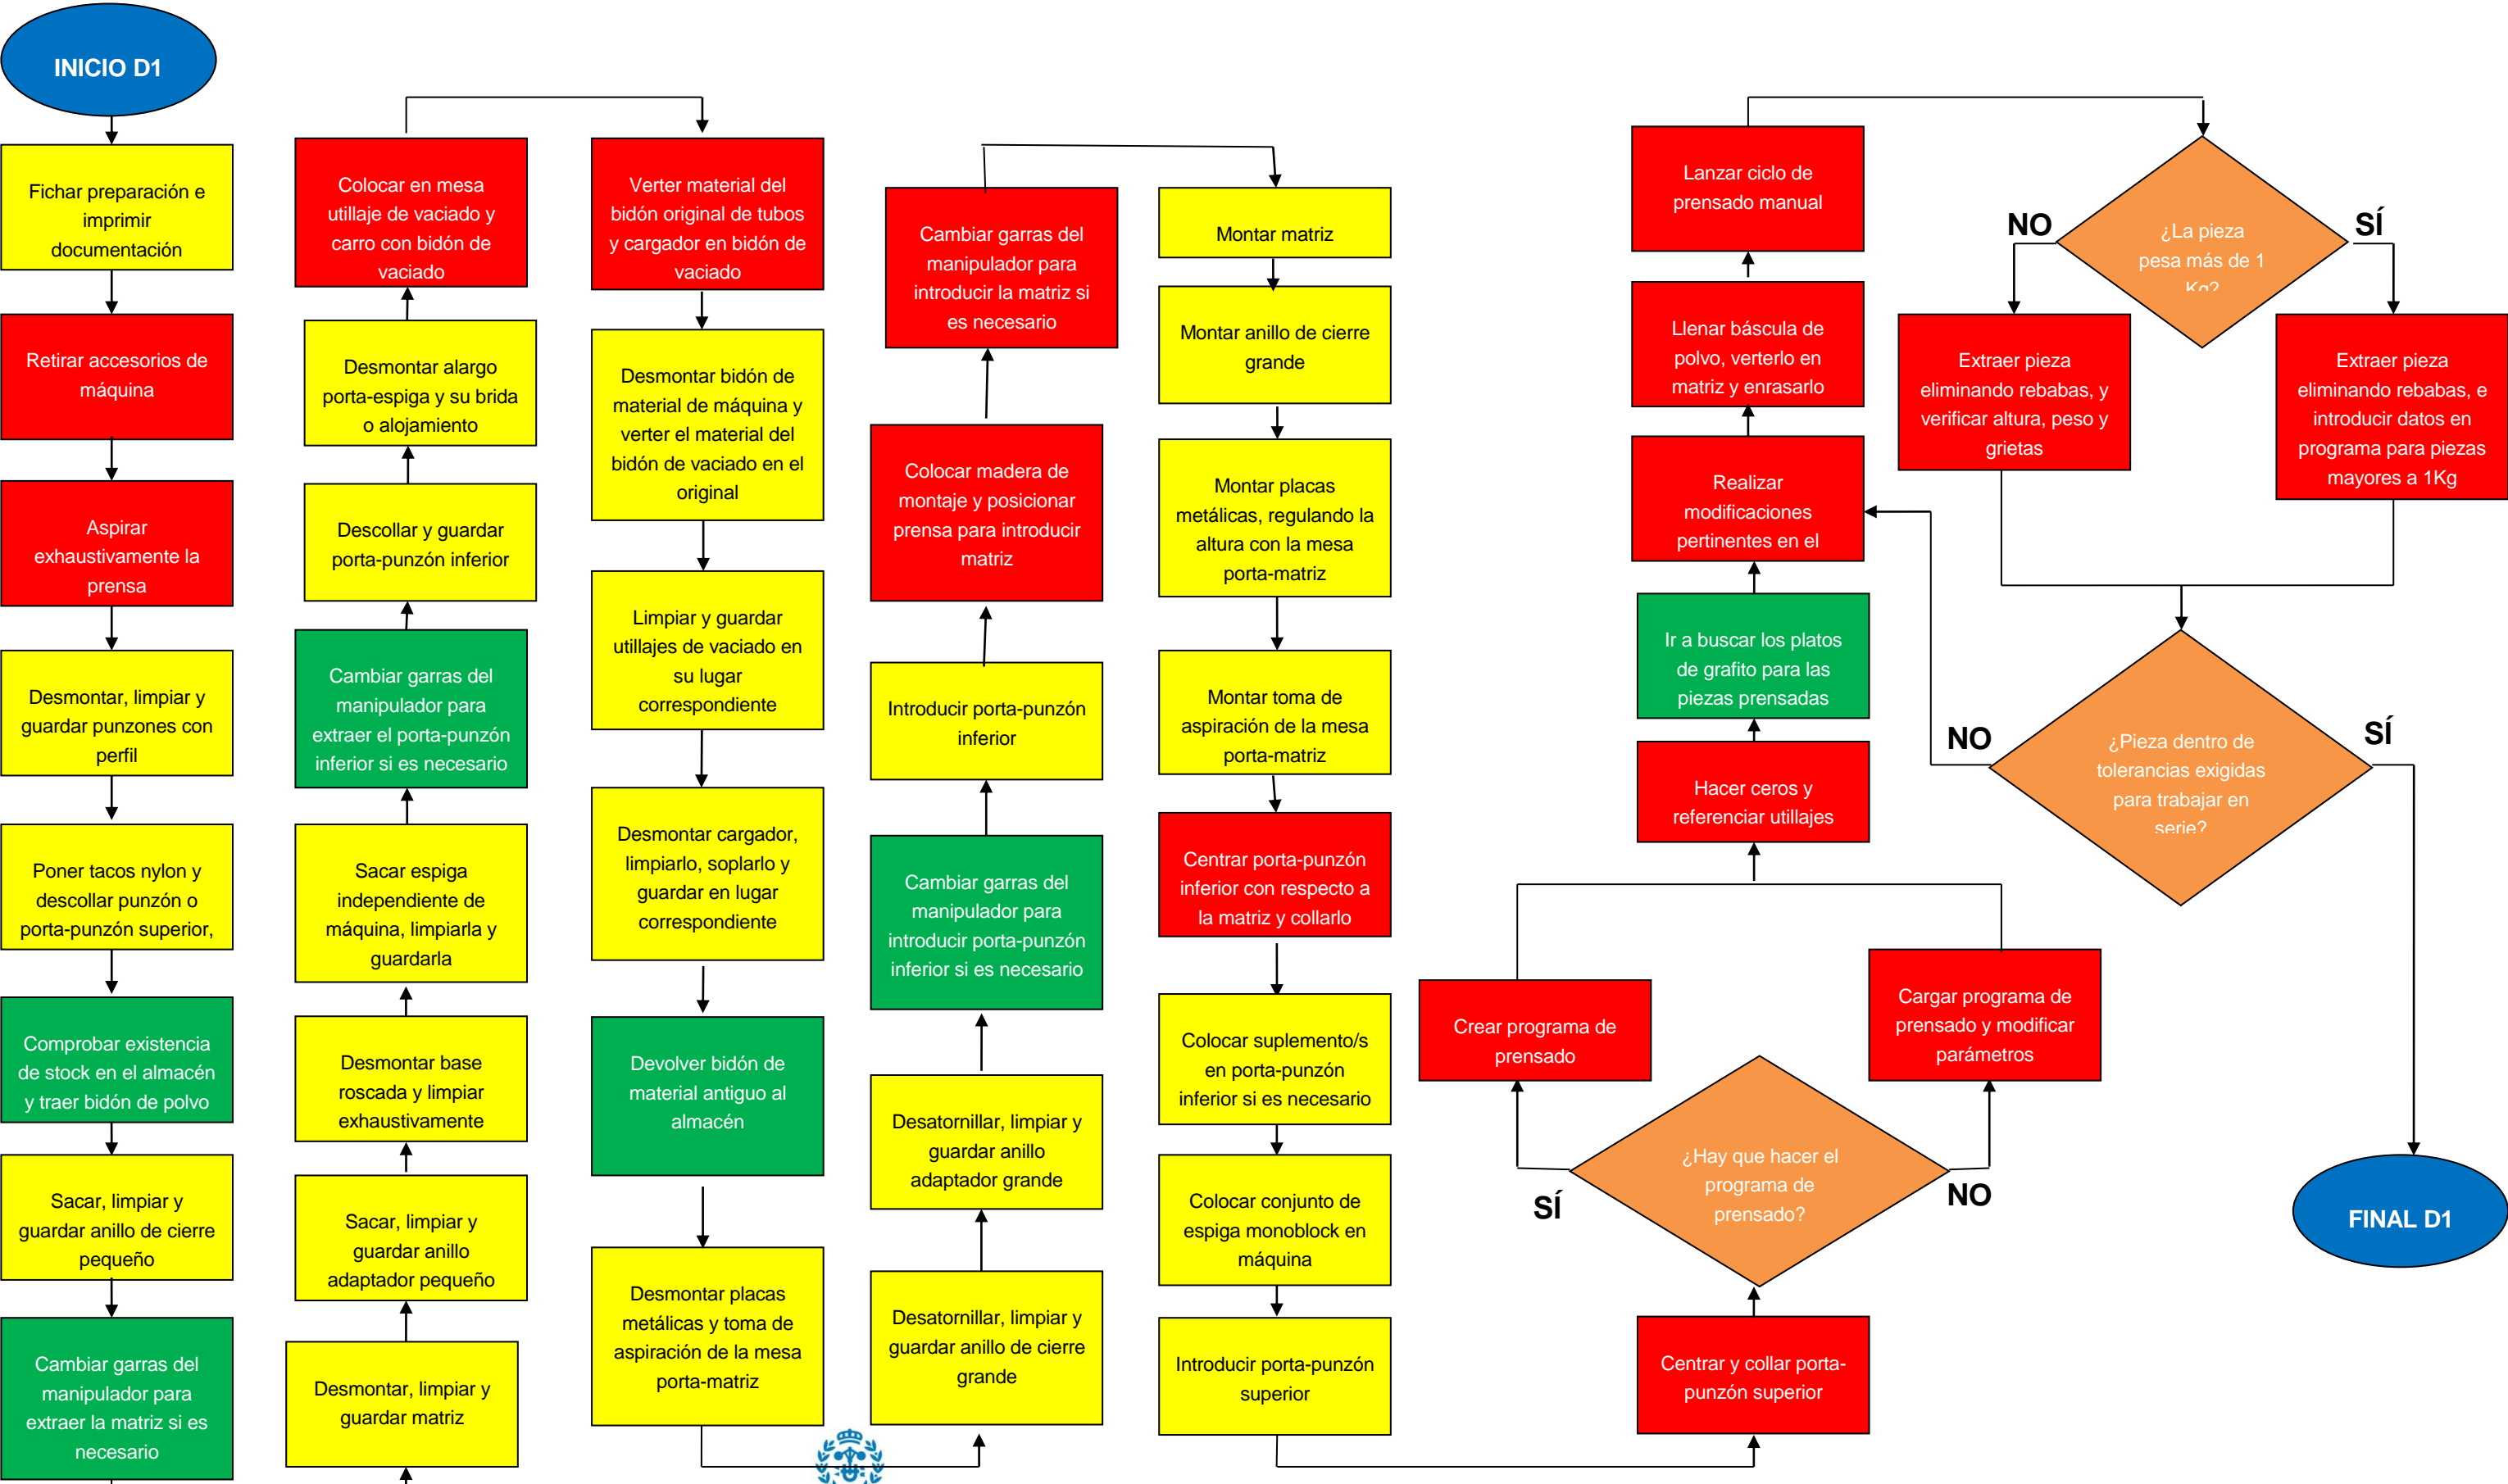 INICIO D1
Fichar preparación e
imprimir
documentación
Retirar accesorios de
máquina
Aspirar
exhaustivamente la
prensa
Desmontar, limpiar y
guardar punzones con
perfil
Poner tacos nylon y
descollar punzón o
porta-punzón superior,
Comprobar existencia
de stock en el almacén
y traer bidón de polvo
Sacar, limpiar y
guardar anillo de cierre
pequeño
Cambiar garras del
manipulador para
extraer la matriz si es
necesario
Desmontar, limpiar y
guardar matriz
Sacar, limpiar y
guardar anillo
adaptador pequeño
Desmontar base
roscada y limpiar
exhaustivamente
Sacar espiga
independiente de
máquina, limpiarla y
guardarla
Cambiar garras del
manipulador para
extraer el porta-punzón
inferior si es necesario
Descollar y guardar
porta-punzón inferior
Desmontar alargo
porta-espiga y su brida
o alojamiento
Colocar en mesa
utillaje de vaciado y
carro con bidón de
vaciado
Verter material del
bidón original de tubos
y cargador en bidón de
vaciado
Desmontar bidón de
material de máquina y
verter el material del
bidón de vaciado en el
original
Limpiar y guardar
utillajes de vaciado en
su lugar
correspondiente
Desmontar cargador,
limpiarlo, soplarlo y
guardar en lugar
correspondiente
Devolver bidón de
material antiguo al
almacén
Desmontar placas
metálicas y toma de
aspiración de la mesa
porta-matriz
Desatornillar, limpiar y
guardar anillo de cierre
grande
Desatornillar, limpiar y
guardar anillo
adaptador grande
Cambiar garras del
manipulador para
introducir porta-punzón
inferior si es necesario
Introducir porta-punzón
inferior
Colocar madera de
montaje y posicionar
prensa para introducir
matriz
Cambiar garras del
manipulador para
introducir la matriz si
es necesario
Montar matriz
Montar anillo de cierre
grande
Montar placas
metálicas, regulando la
altura con la mesa
porta-matriz
Montar toma de
aspiración de la mesa
porta-matriz
Centrar porta-punzón
inferior con respecto a
la matriz y collarlo
Colocar suplemento/s
en porta-punzón
inferior si es necesario
Colocar conjunto de
espiga monoblock en
máquina
Introducir porta-punzón
superior
Centrar y collar porta-
punzón superior
¿Hay que hacer el
programa de
prensado?
SÍ
NO
Crear programa de
prensado
Cargar programa de
prensado y modificar
parámetros
Hacer ceros y
referenciar utillajes
Ir a buscar los platos
de grafito para las
piezas prensadas
Realizar
modificaciones
pertinentes en el
Llenar báscula de
polvo, verterlo en
matriz y enrasarlo
Lanzar ciclo de
prensado manual
¿La pieza
pesa más de 1
Kg?
NO
SÍ
Extraer pieza
eliminando rebabas, y
verificar altura, peso y
grietas
Extraer pieza
eliminando rebabas, e
introducir datos en
programa para piezas
mayores a 1Kg
¿Pieza dentro de
tolerancias exigidas
para trabajar en
serie?
NO
SÍ
FINAL D1